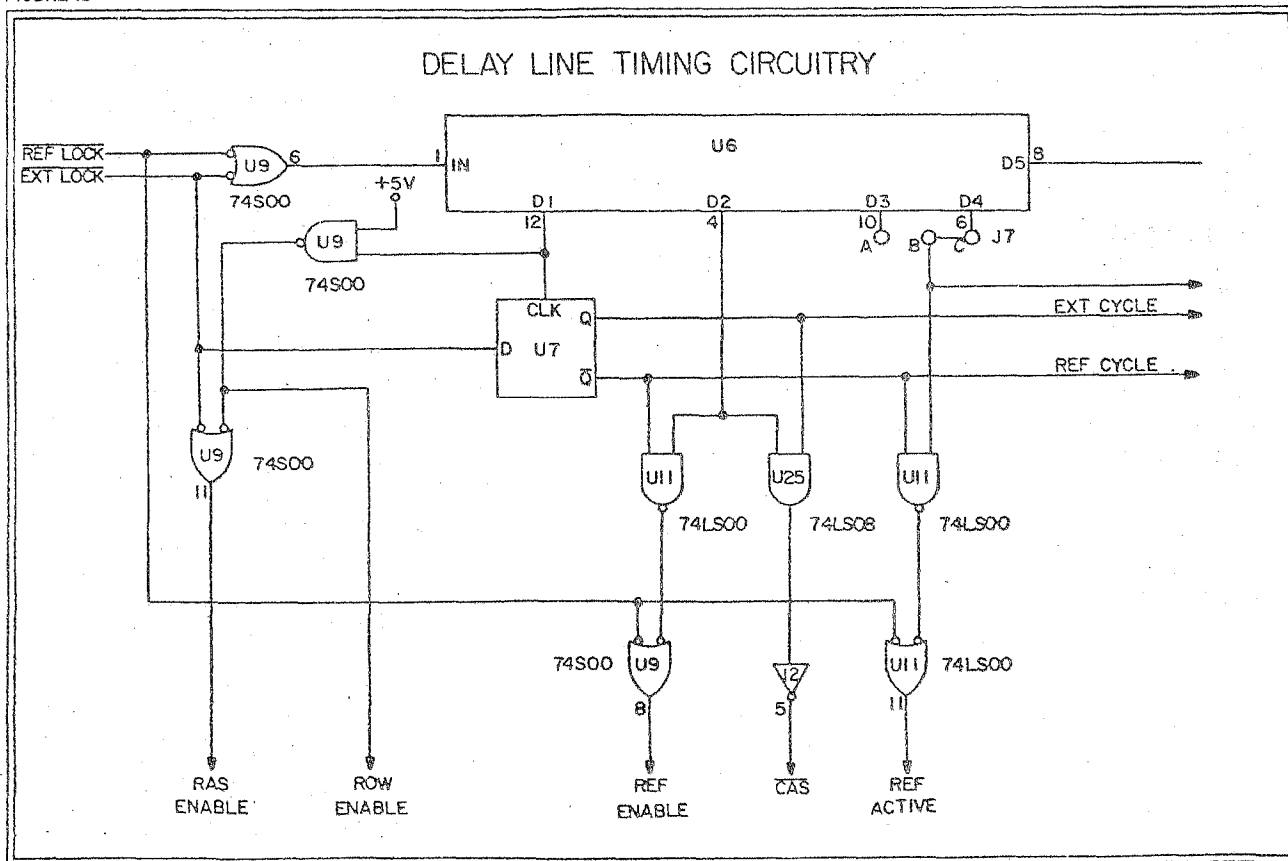 DELAY LINE TIMING CIRCUITRY
REF LOCK
EXT LOCK
U9
6
74S00
1
IN
U6
D5
8
+5V
D1
12
D2
4
D3
10
D4
6
A
B
C
J7
U9
74S00
CLK
Q
D
U7
Q
EXT CYCLE
REF CYCLE
U9
74S00
11
U11
74LS00
U25
74LS08
U11
74LS00
74S00
U9
8
12
5
U11
74LS00
11
RAS
ENABLE
ROW
ENABLE
REF
ENABLE
CAS
REF
ACTIVE